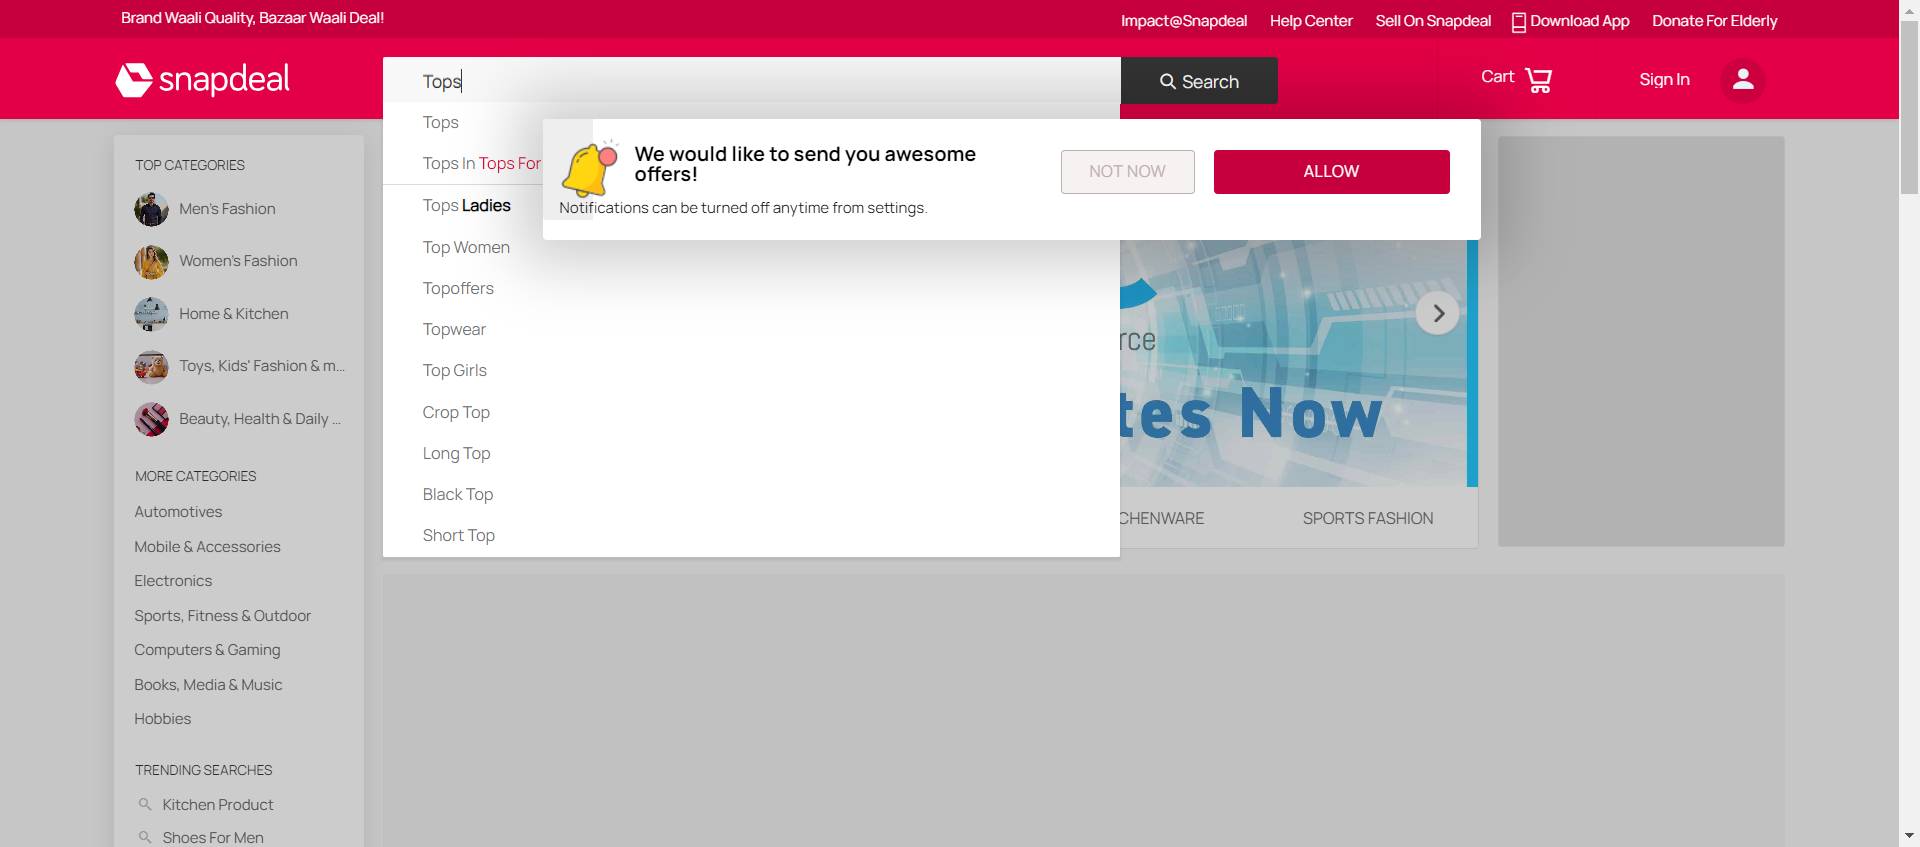 Brand Waali Quality, Bazaar Waali Deal!
Impact@Snapdeal
Help Center
Sell On Snapdeal
Download App
Donate For Elderly
snapdeal
Tops
Search
Cart
Sign In
Tops
Tops In Tops For
Tops Ladies
Top Women
Topoffers
Topwear
Top Girls
Crop Top
Long Top
Black Top
Short Top
We would like to send you awesome
offers!
Notifications can be turned off anytime from settings.
NOT NOW
ALLOW
TOP CATEGORIES
Men's Fashion
Women's Fashion
Home & Kitchen
Toys, Kids' Fashion & m...
Beauty, Health & Daily ...
MORE CATEGORIES
Automotives
Mobile & Accessories
Electronics
Sports, Fitness & Outdoor
Computers & Gaming
Books, Media & Music
Hobbies
TRENDING SEARCHES
Kitchen Product
Shoes For Men
rce
tes Now
CHENWARE
SPORTS FASHION